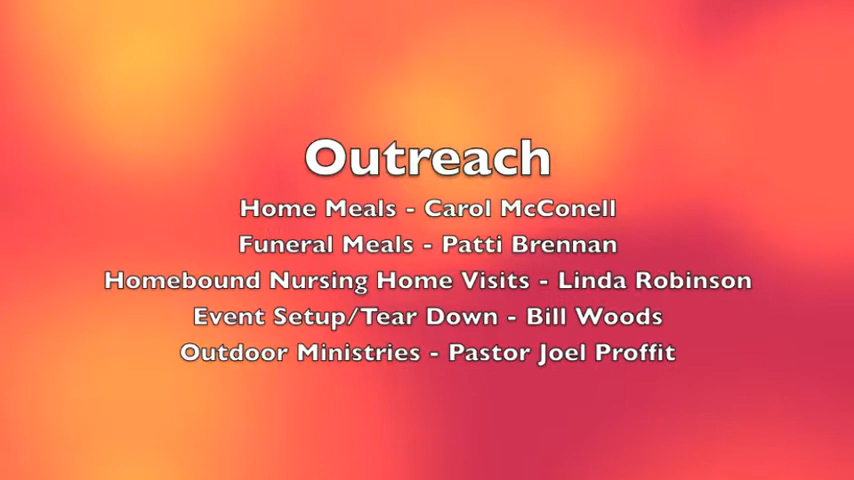 Outreach
Home Meals - Carol McConell
Funeral Meals - Patti Brennan
Homebound Nursing Home Visits - Linda Robinson
Event Setup/Tear Down - Bill Woods
Outdoor Ministries - Pastor Joel Proffit